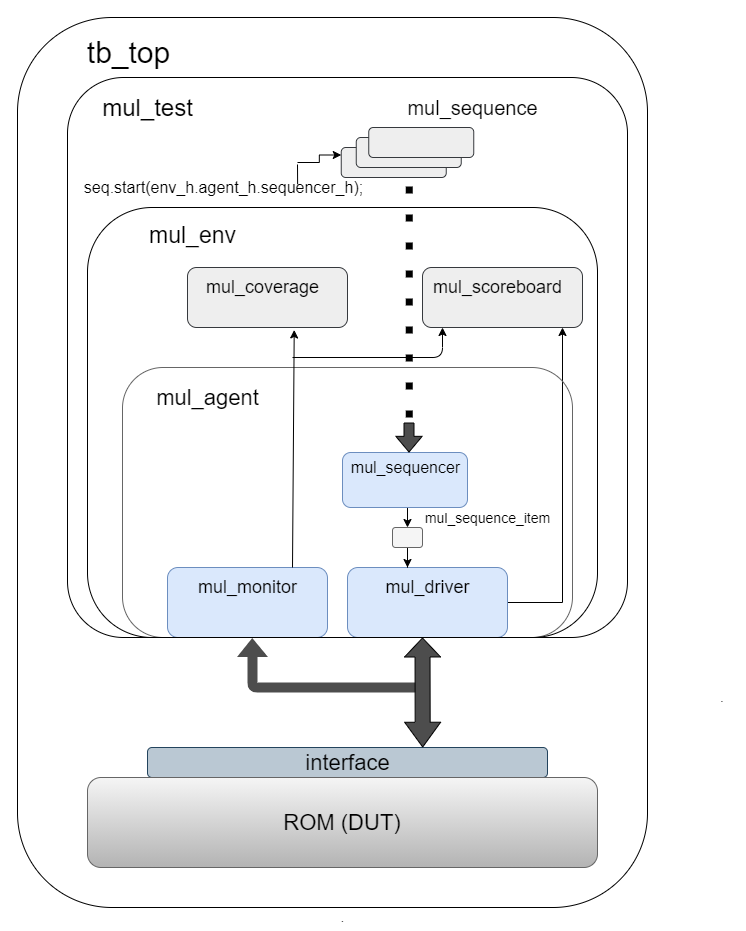 tb_top
mul_test
mul_sequence
seq.start(env_h.agent_h.sequencer_h);
mul_env
mul_coverage
mul_scoreboard
mul_agent
mul_sequencer
mul_sequence_item
mul_monitor
mul_driver
interface
ROM (DUT)